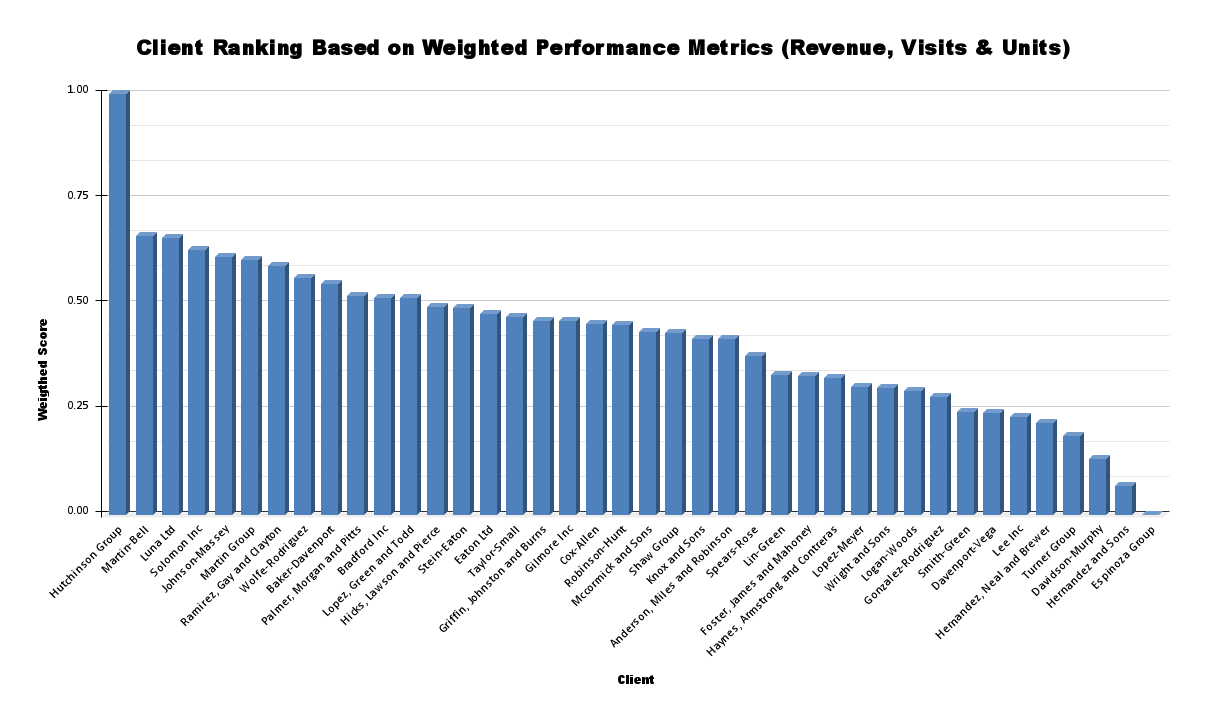 Client Ranking Based on Weighted Performance Metrics (Revenue, Visits & Units)
1.00
0.75
0.50
0.25
0.00
Weigthed Score
Hutchinson Group
Martin-Bell
Luna Ltd
Solomon Inc
Johnson-Massey
Martin Group
Ramirez, Gay and Clayton
Wolfe-Rodriguez
Baker-Davenport
Palmer, Morgan and Pitts
Bradford Inc
Lopez, Green and Todd
Hicks, Lawson and Pierce
Stein-Eaton
Eaton Ltd
Taylor-Small
Griffin, Johnston and Burns
Gilmore Inc
Cox-Allen
Robinson-Hunt
Mccormick and Sons
Shaw Group
Knox and Sons
Anderson, Miles and Robinson
Spears-Rose
Lin-Green
Foster, James and Mahoney
Haynes, Armstrong and Contreras
Lopez-Meyer
Wright and Sons
Logan-Woods
Gonzalez-Rodriguez
Smith-Green
Davenport-Vega
Lee Inc
Hernandez, Neal and Brewer
Turner Group
Davidson-Murphy
Hernandez and Sons
Espinoza Group
Client